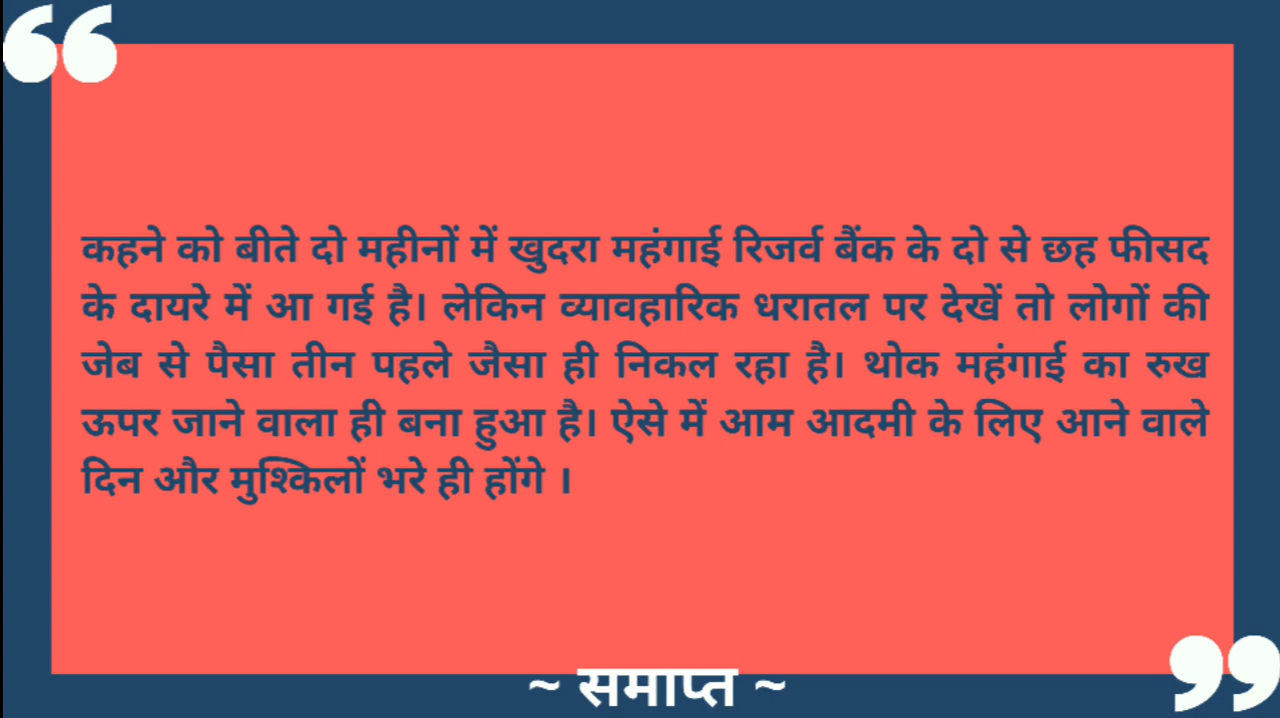 कहने को बीते दो महीनों में खुदरा महंगाई रिजर्व बैंक के दो से छह फीसद
के दायरे में आ गई है। लेकिन व्यावहारिक धरातल पर देखें तो लोगों की
जेब से पैसा तीन पहले जैसा ही निकल रहा है। थोक महंगाई का रुख
ऊपर जाने वाला ही बना हुआ है। ऐसे में आम आदमी के लिए आने वाले
दिन और मुश्किलों भरे ही होंगे ।
~ समाप्त ~